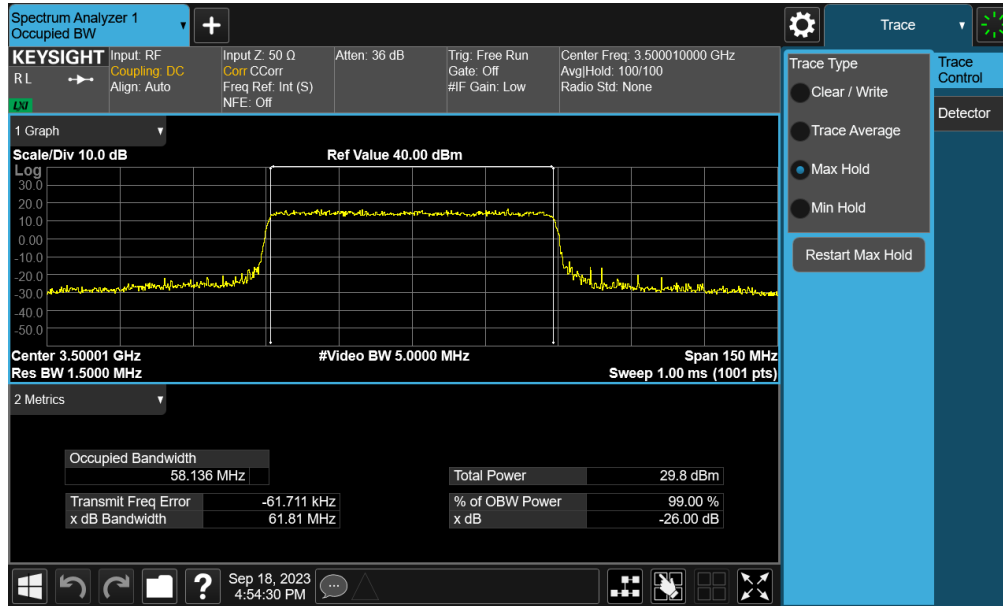 Spectrum Analyzer 1
Occupied BW
+
Trace
KEYSIGHT
R L
LXI
Input: RF
Coupling: DC
Align: Auto
Input Z: 50 Ω
Corr CCorr
Freq Ref: Int (S)
NFE: Off
Atten: 36 dB
Trig: Free Run
Gate: Off
#IF Gain: Low
Center Freq: 3.500010000 GHz
Avg|Hold: 100/100
Radio Std: None
Trace Type
Clear / Write
Trace Average
Max Hold
Min Hold
Restart Max Hold
Trace
Control
Detector
1 Graph
Scale/Div 10.0 dB
Ref Value 40.00 dBm
Log
30.0
20.0
10.0
0.00
-10.0
-20.0
-30.0
-40.0
-50.0
Center 3.50001 GHz
#Video BW 5.0000 MHz
Span 150 MHz
Res BW 1.5000 MHz
Sweep 1.00 ms (1001 pts)
2 Metrics
Occupied Bandwidth
58.136 MHz
Total Power 29.8 dBm
Transmit Freq Error -61.711 kHz
% of OBW Power 99.00 %
x dB Bandwidth 61.81 MHz
x dB -26.00 dB
?
Sep 18, 2023
4:54:30 PM